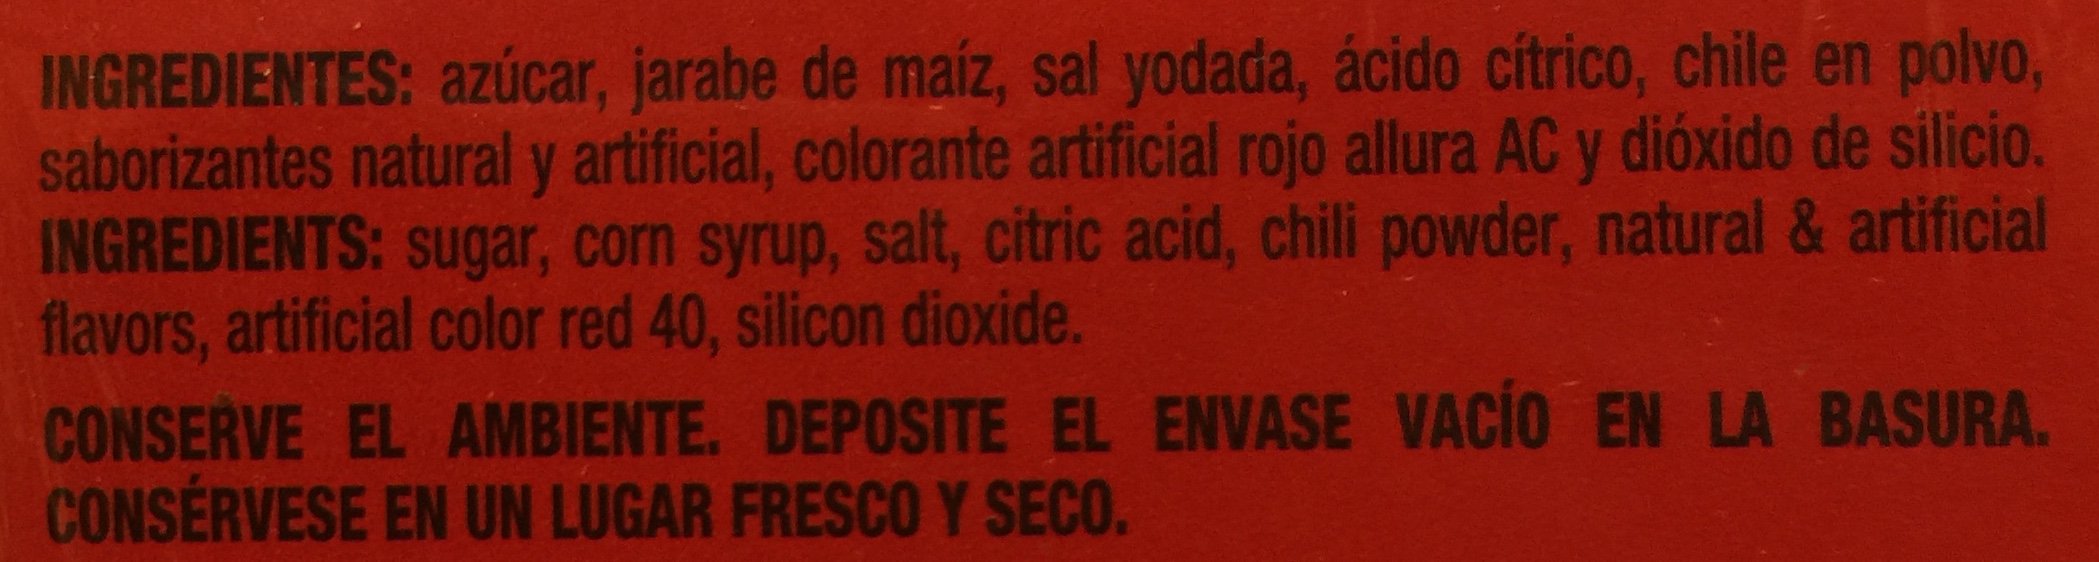 INGREDIENTES: azúcar, jarabe de maíz, sal yodada, ácido cítrico, chile en polvo,
saborizantes natural y artificial, colorante artificial rojo allura AC y dióxido de silicio.
INGREDIENTS: sugar, corn syrup, salt, citric acid, chili powder, natural & artificial
flavors, artificial color red 40, silicon dioxide.
CONSERVE EL AMBIENTE. DEPOSITE EL ENVASE VACÍO EN LA BASURA.
CONSÉRVESE EN UN LUGAR FRESCO Y SECO.